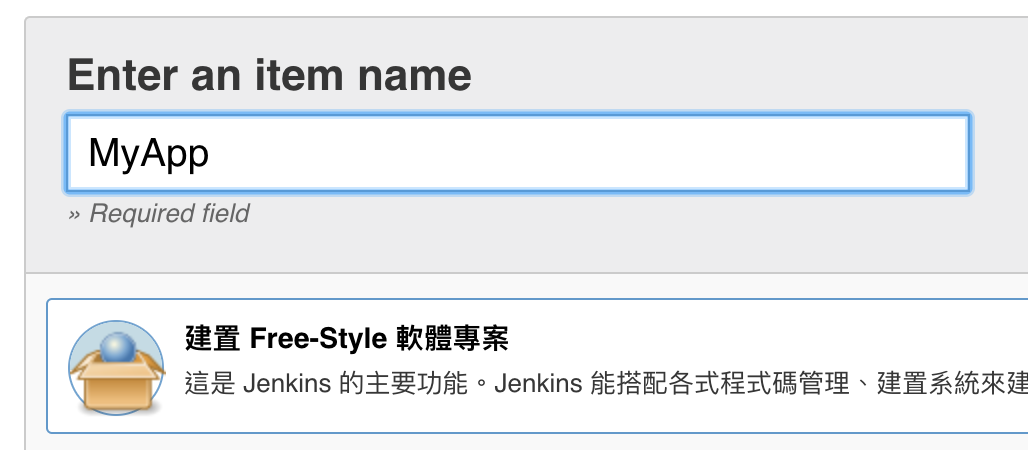 Enter an item name
MyApp
» Required field
建置 Free-Style 軟體專案
這是 Jenkins 的主要功能。Jenkins 能搭配各式程式碼管理、建置系統來建